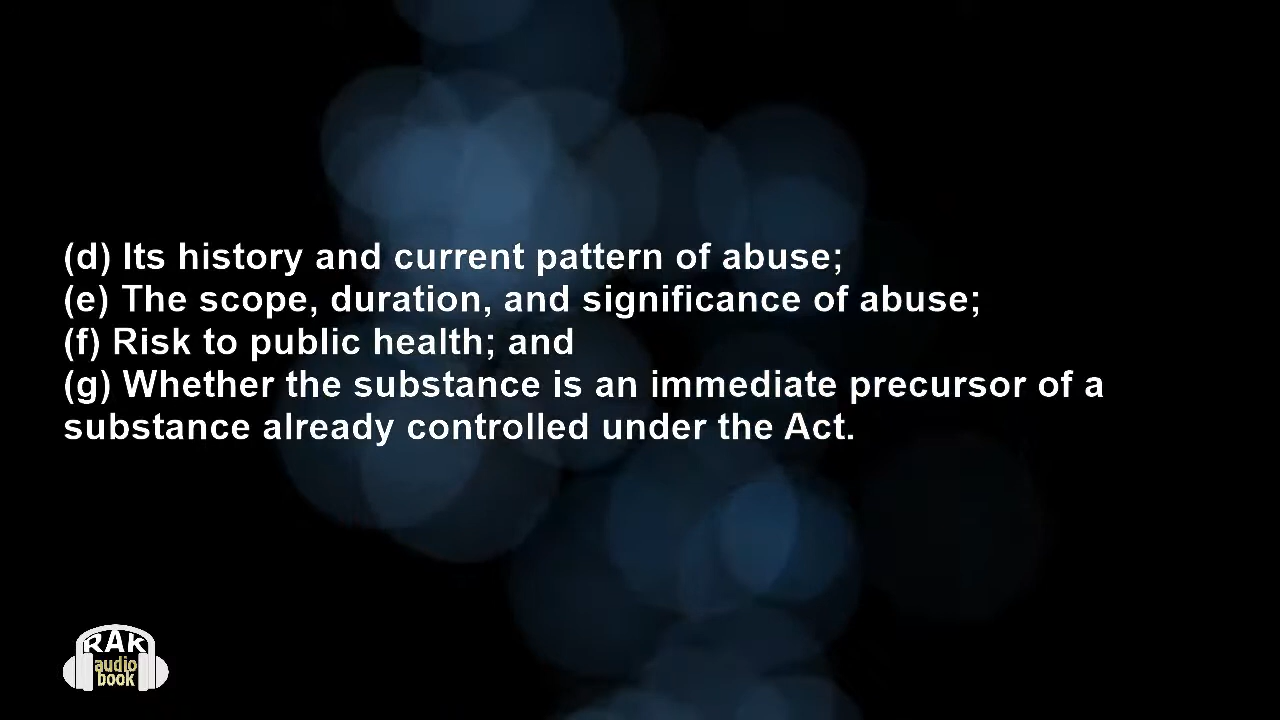 (d) Its history and current pattern of abuse;
(e) The scope, duration, and significance of abuse;
(f) Risk to public health; and
(g) Whether the substance is an immediate precursor of a
substance already controlled under the Act.
RAK
audio
book